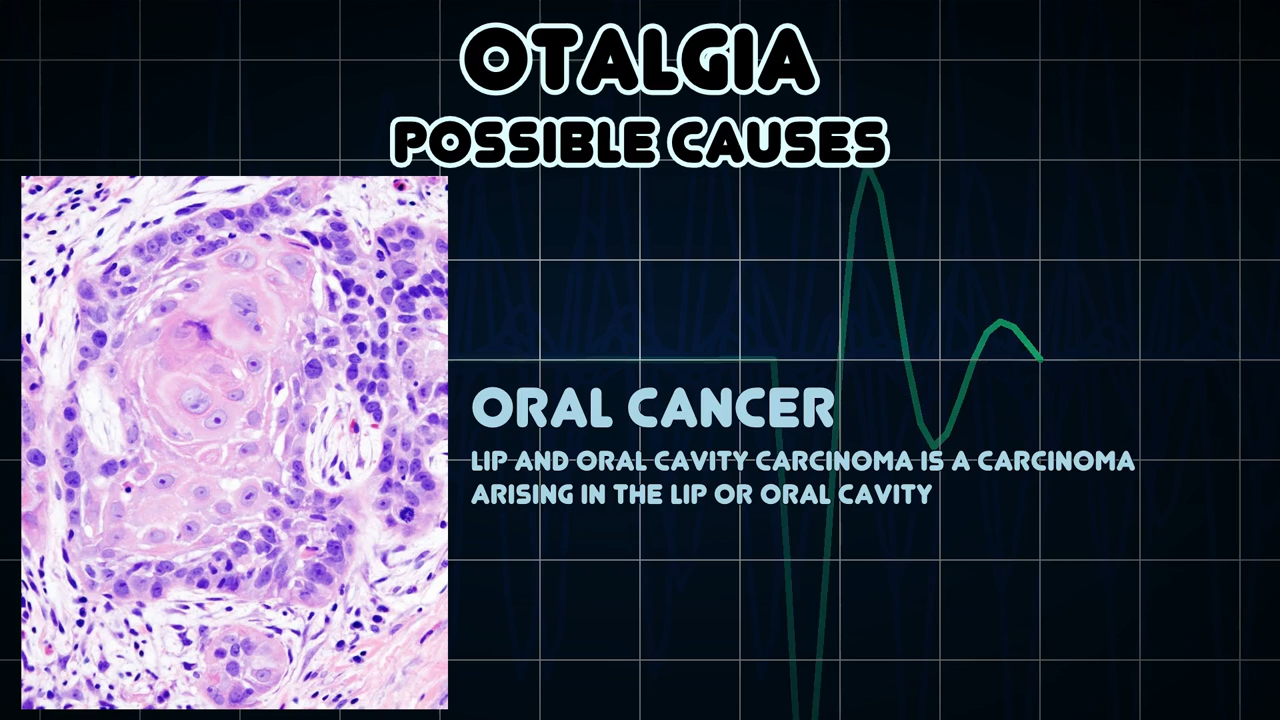 OTALGIA
POSSIBLE CAUSES
ORAL CANCER
LIP AND ORAL CAVITY CARCINOMA IS A CARCINOMA
ARISING IN THE LIP OR ORAL CAVITY